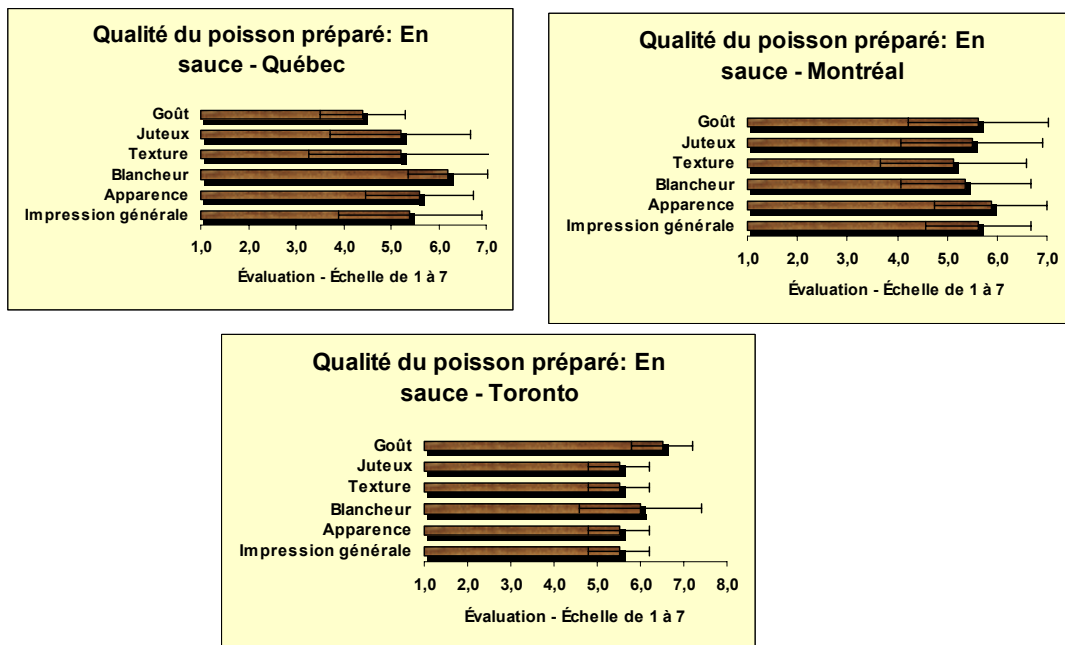 Qualité du poisson préparé: En
sauce - Québec
Goût
Juteux
Texture
Blancheur
Apparence
Impression générale
1,0 2,0 3,0 4,0 5,0 6,0 7,0
Évaluation - Échelle de 1 à 7
Qualité du poisson préparé: En
sauce - Montréal
Goût
Juteux
Texture
Blancheur
Apparence
Impression générale
1,0 2,0 3,0 4,0 5,0 6,0 7,0
Évaluation - Échelle de 1 à 7
Qualité du poisson préparé: En
sauce - Toronto
Goût
Juteux
Texture
Blancheur
Apparence
Impression générale
1,0 2,0 3,0 4,0 5,0 6,0 7,0 8,0
Évaluation - Échelle de 1 à 7